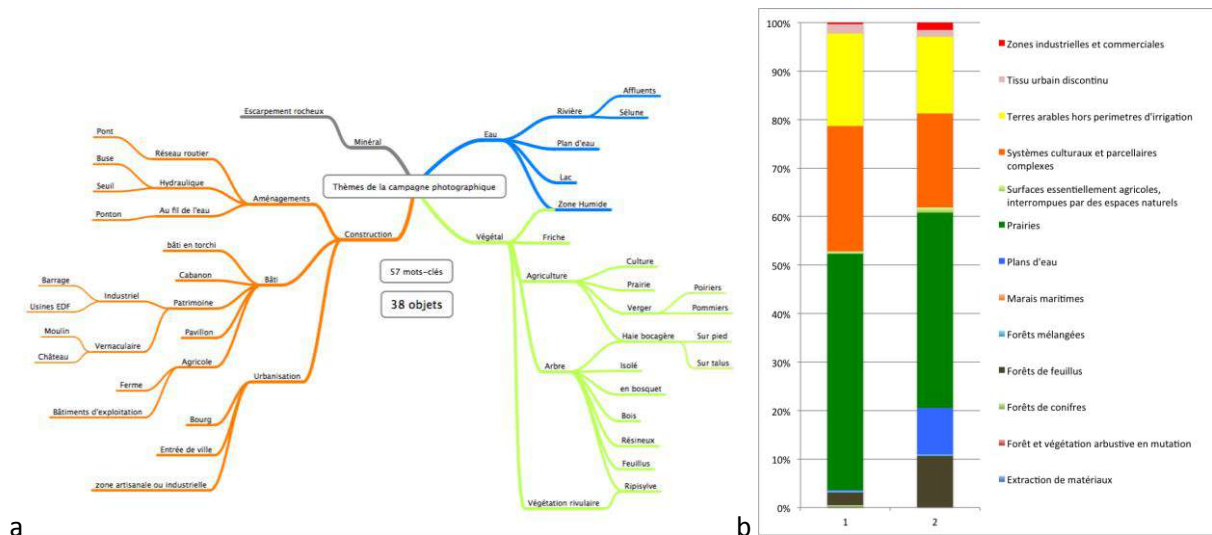 Thèmes de la campagne photographique
57 mots-clés
38 objets
Minéral
Escarpement rocheux
Eau
Rivière
Affluents
Sélune
Plan d'eau
Lac
Zone Humide
Végétal
Friche
Agriculture
Culture
Prairie
Verger
Poiriers
Pommiers
Haie bocagère
Sur pied
Sur talus
Arbre
Isolé
en bosquet
Bois
Résineux
Feuillus
Ripisylve
Végétation rivulaire
Construction
Aménagements
Réseau routier
Pont
Hydraulique
Buse
Seuil
Au fil de l'eau
Ponton
Bâti
bâti en torchi
Cabanon
Patrimoine
Industriel
Barrage
Usines EDF
Vernaculaire
Moulin
Château
Pavillon
Agricole
Ferme
Bâtiments d'exploitation
Urbanisation
Bourg
Entrée de ville
zone artisanale ou industrielle
a
100%
90%
80%
70%
60%
50%
40%
30%
20%
10%
0%
1
2
Zones industrielles et commerciales
Tissu urbain discontinu
Terres arables hors perimetres d'irrigation
Systèmes culturaux et parcellaires
complexes
Surfaces essentiellement agricoles,
interrompues par des espaces naturels
Prairies
Plans d'eau
Marais maritimes
Forêts mélangées
Forêts de feuillus
Forêts de conifres
Forêt et végétation arbustive en mutation
Extraction de matériaux
b